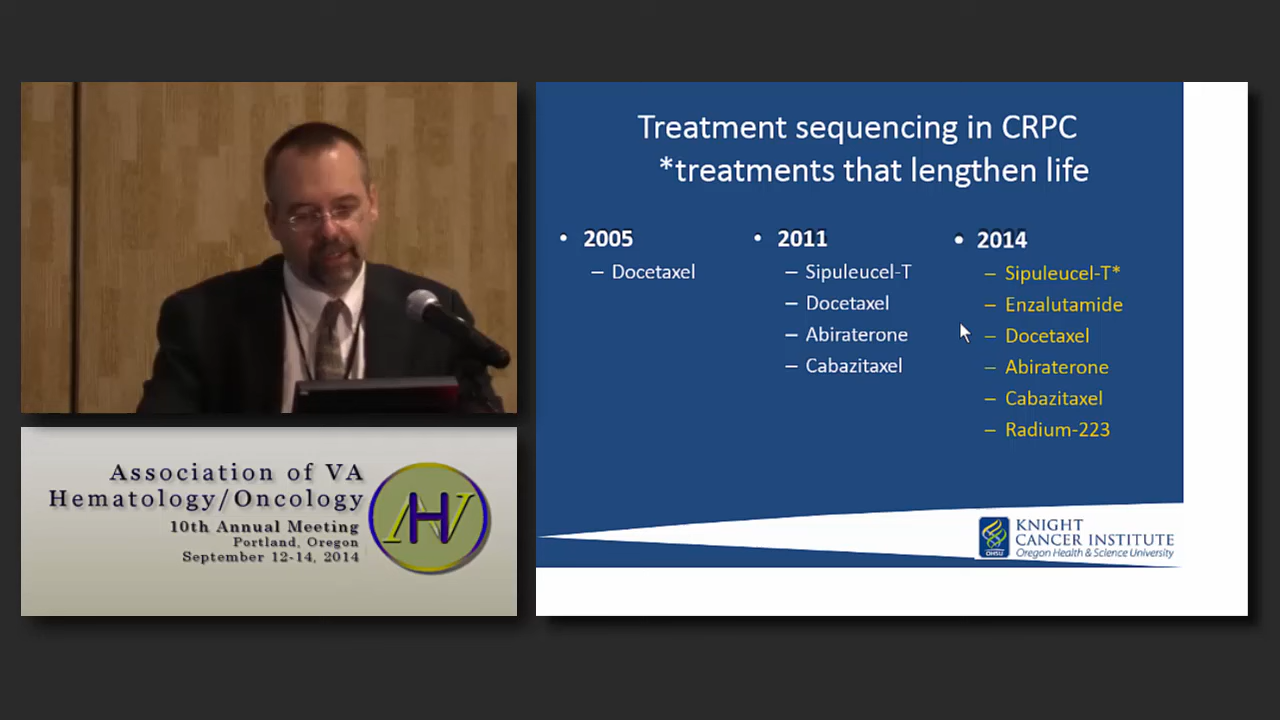 Treatment sequencing in CRPC
*treatments that lengthen life
• 2005
– Docetaxel
• 2011
– Sipuleucel-T
– Docetaxel
– Abiraterone
– Cabazitaxel
• 2014
– Sipuleucel-T*
– Enzalutamide
– Docetaxel
– Abiraterone
– Cabazitaxel
– Radium-223
KNIGHT
CANCER INSTITUTE
Oregon Health & Science University
OHSU
Association of VA
Hematology/Oncology
10th Annual Meeting
Portland, Oregon
September 12-14, 2014
AHV